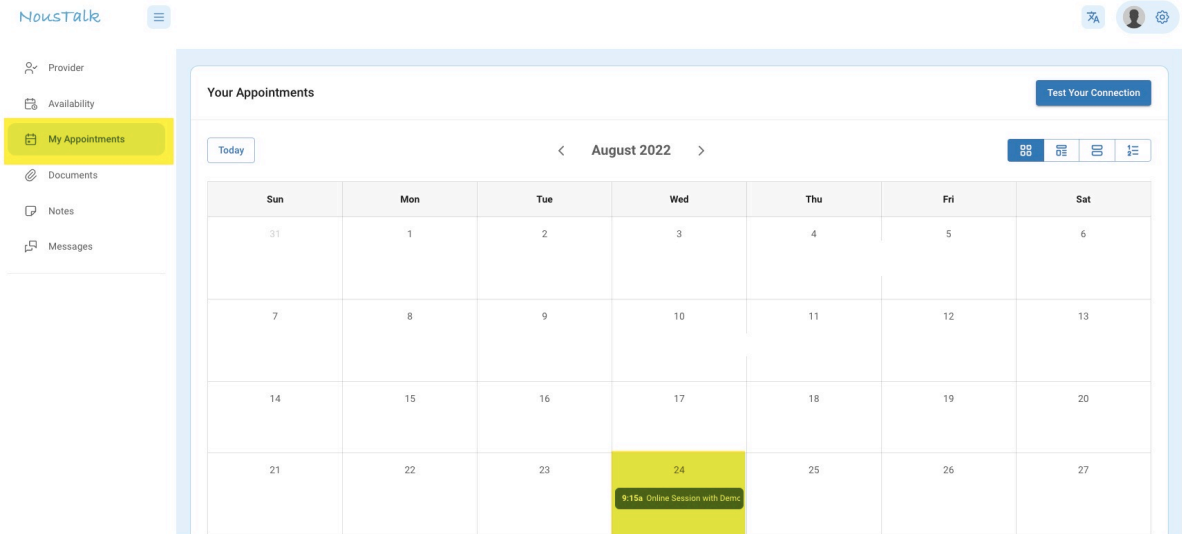 NousTalk
Provider
Availability
My Appointments
Documents
Notes
Messages
Your Appointments
Test Your Connection
Today
August 2022
Sun Mon Tue Wed Thu Fri Sat
31 1 2 3 4 5 6
7 8 9 10 11 12 13
14 15 16 17 18 19 20
21 22 23 24 25 26 27
9:15a Online Session with Demo